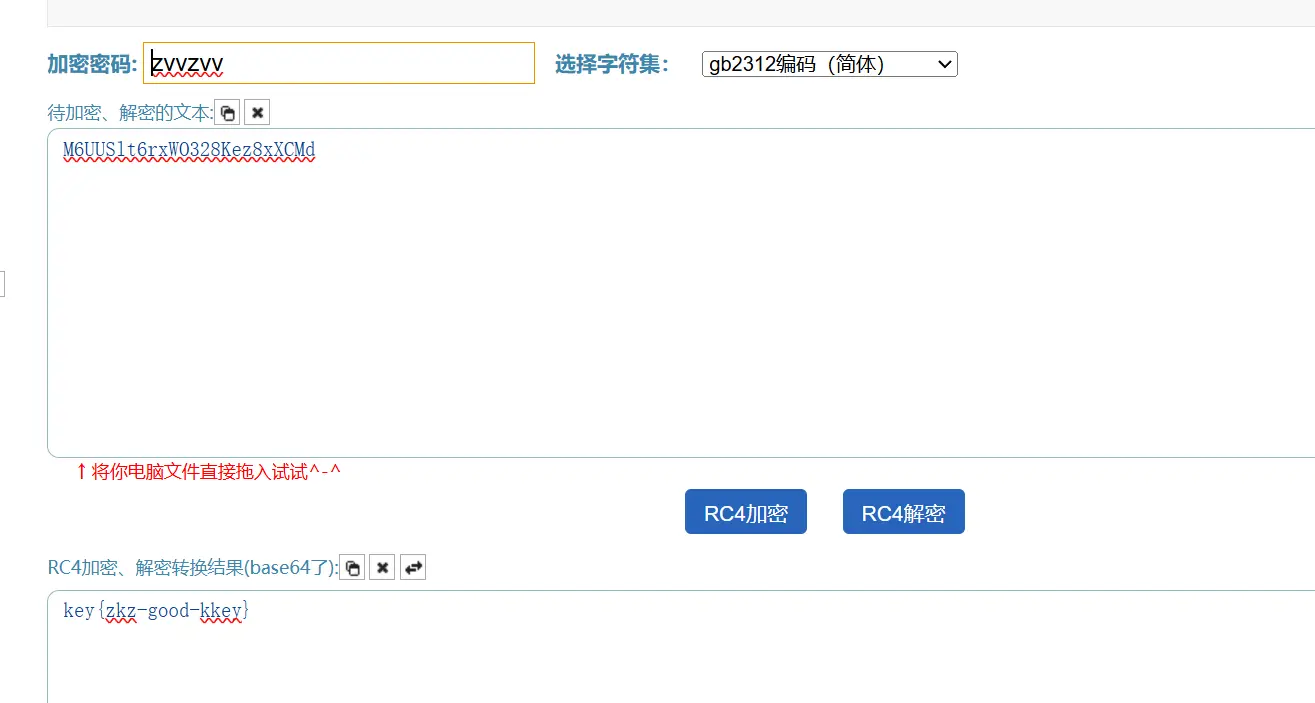 加密密码: zvvzvv 选择字符集: gb2312编码（简体）
待加密、解密的文本:
M6UUSlt6rxWO328Kez8xXCMd
↑将你电脑文件直接拖入试试^-^
RC4加密 RC4解密
RC4加密、解密转换结果(base64了):
key{zkz-good-kkey}